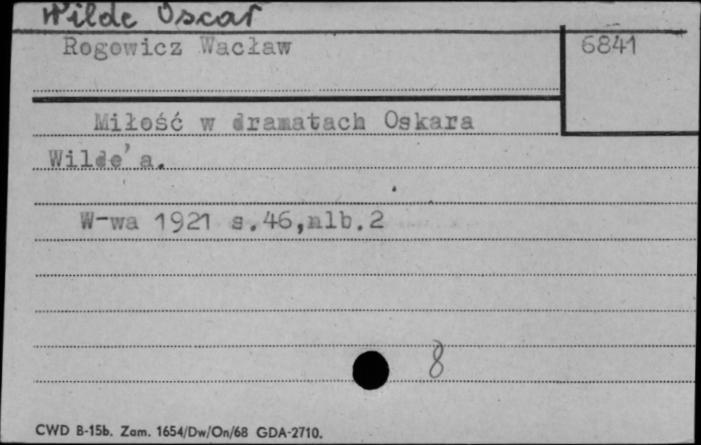 Wilde Oscar
Rogowicz Wacław
6841
Miłość w dramatach Oskara
Wilde'a.
W-wa 1921 s.46,nlb.2
8
CWD B-15b. Zam. 1654/Dw/On/68 GDA-2710.